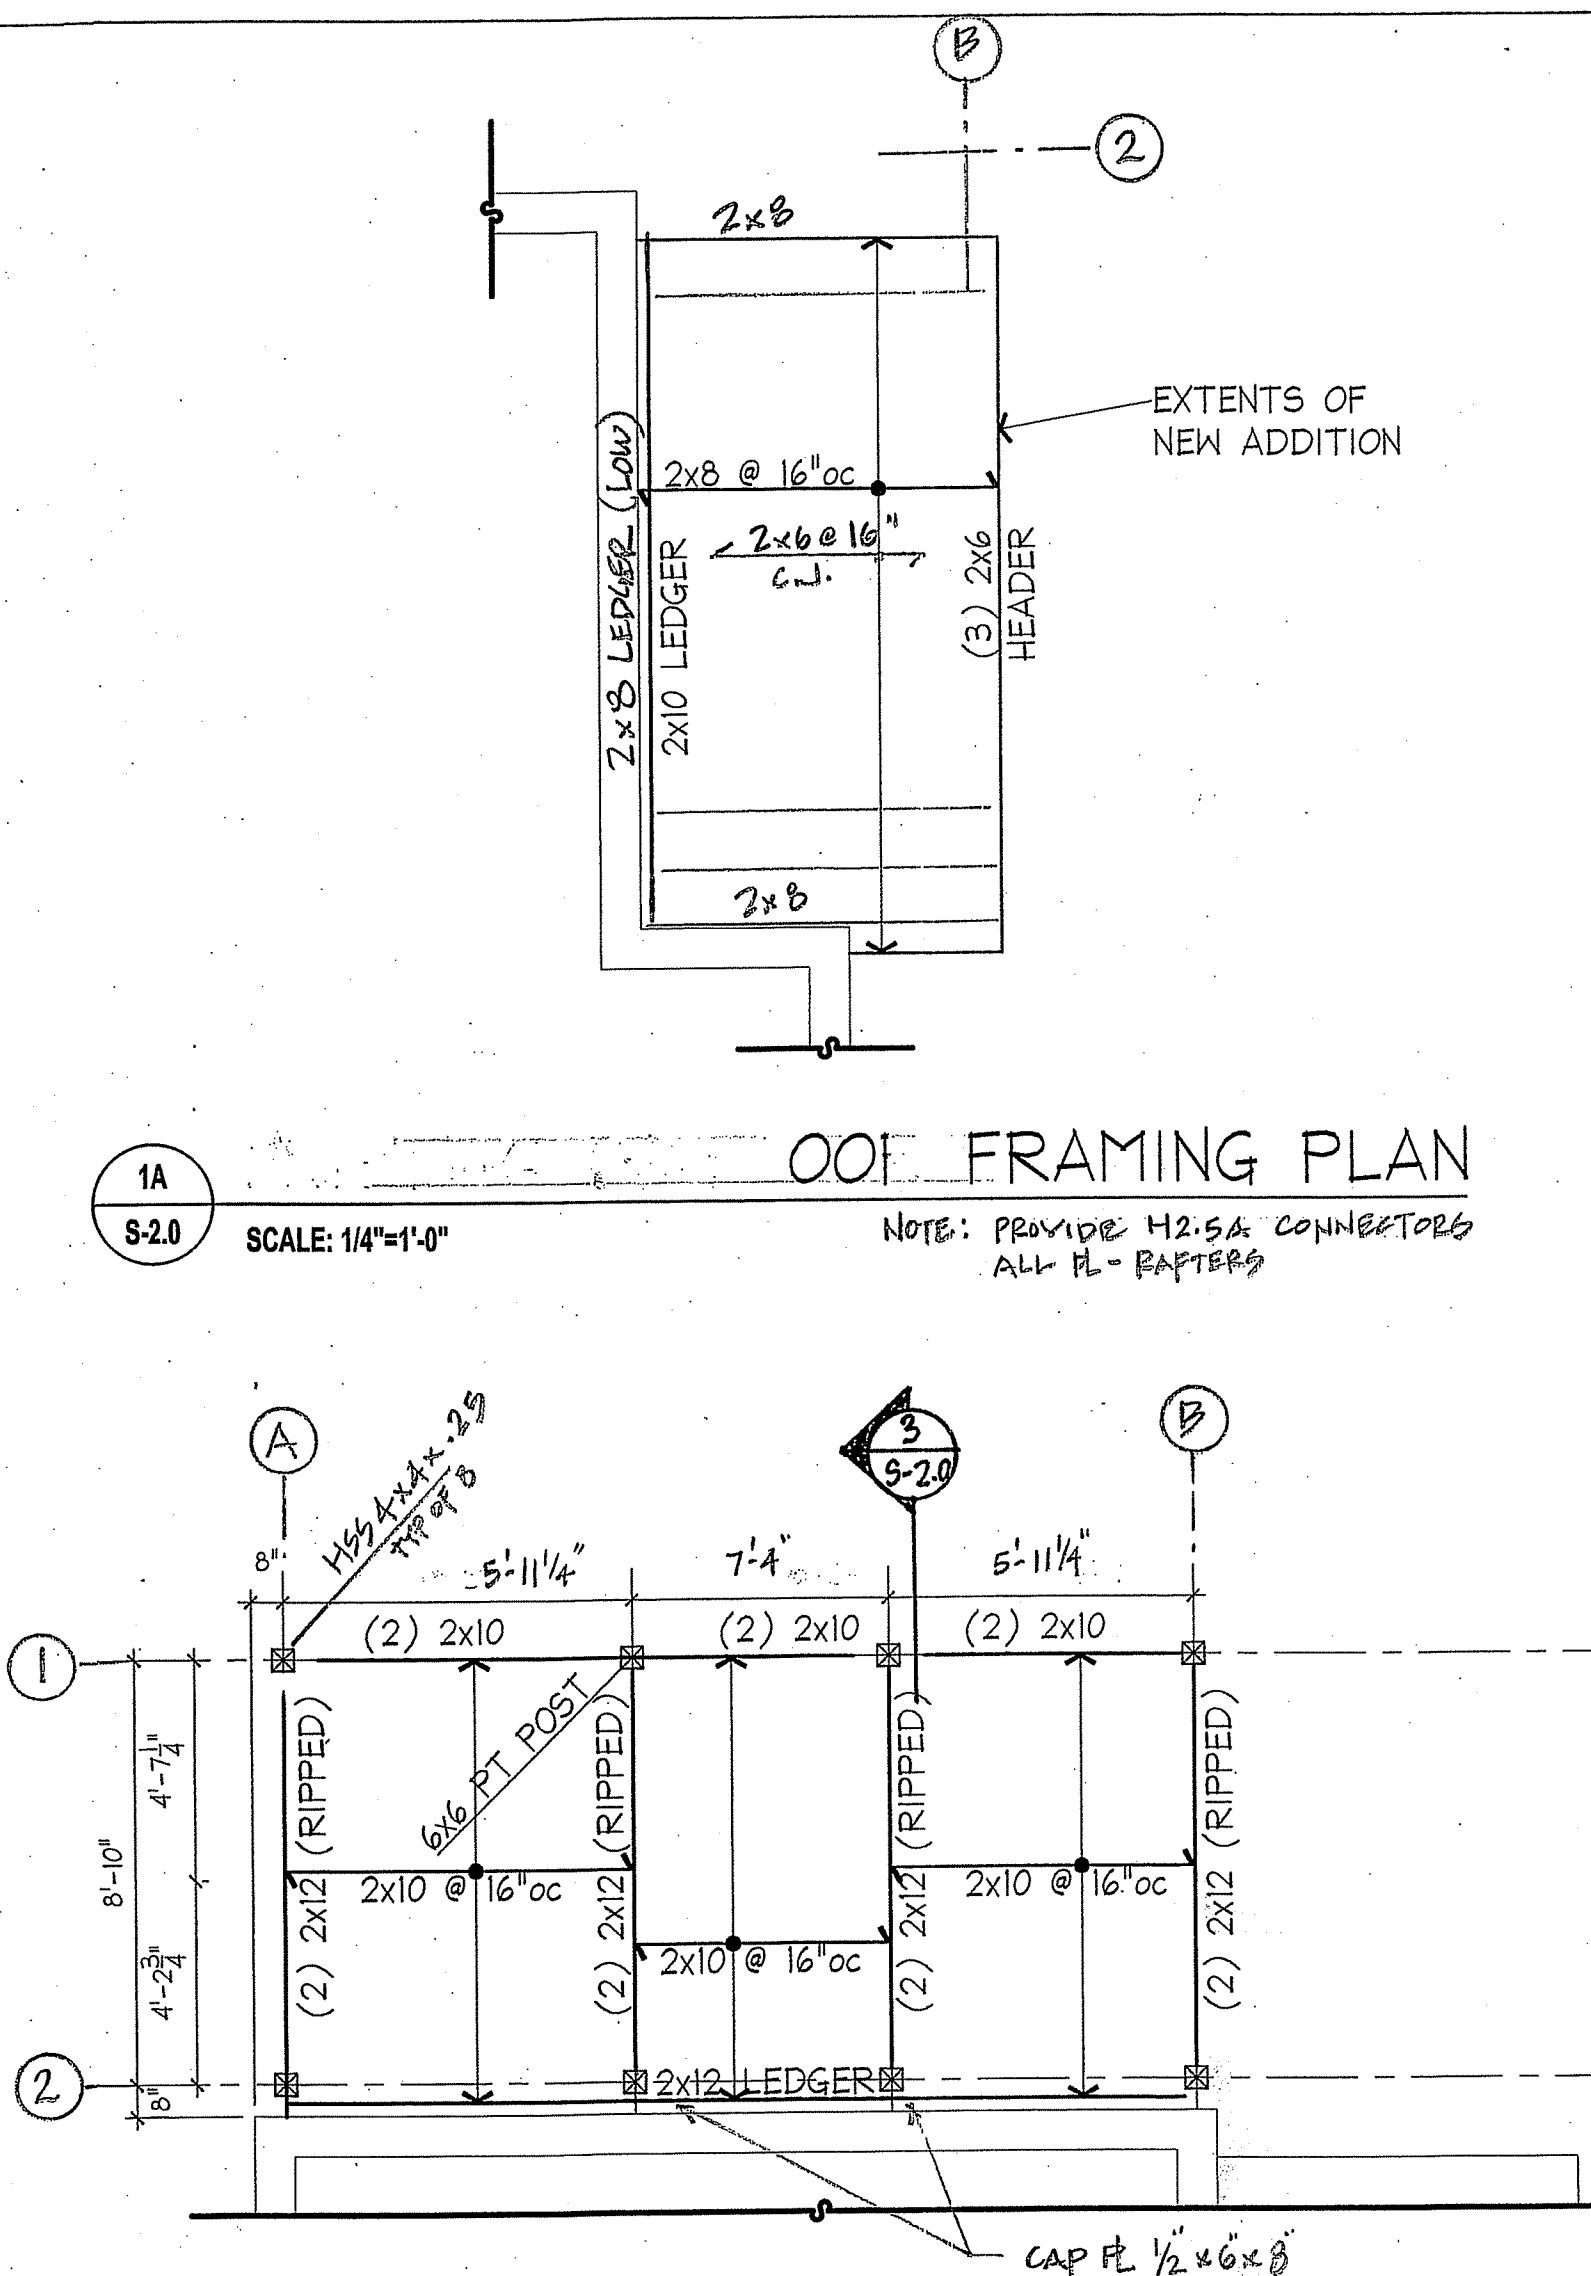 B
2
2x8
EXTENTS OF
NEW ADDITION
2x8 LEDGER (LOW)
2x10 LEDGER
2x8 @ 16"oc
2x6 @ 16"
(3) 2x6
HEADER
2x8
1A
S-2.0
OOF FRAMING PLAN
SCALE: 1/4"=1'-0"
NOTE: PROVIDE H2.5A CONNECTORS
ALL PL - RAFTERS
A
HSS 4x4x.25
TYP OF 8
3
S-2.0
B
8"
5'-11 1/4"
7'-4"
5'-11 1/4"
(2) 2x10
(2) 2x10
(2) 2x10
1
6x6 PT POST
(2) 2x12 (RIPPED)
(2) 2x12 (RIPPED)
(2) 2x12 (RIPPED)
(2) 2x12 (RIPPED)
8'-10"
4'-7 1/4"
4'-2 3/4"
8"
2x10 @ 16"oc
2x10 @ 16"oc
2x10 @ 16"oc
2
2x12 LEDGER
CAP PL 1/2"x6"x8"